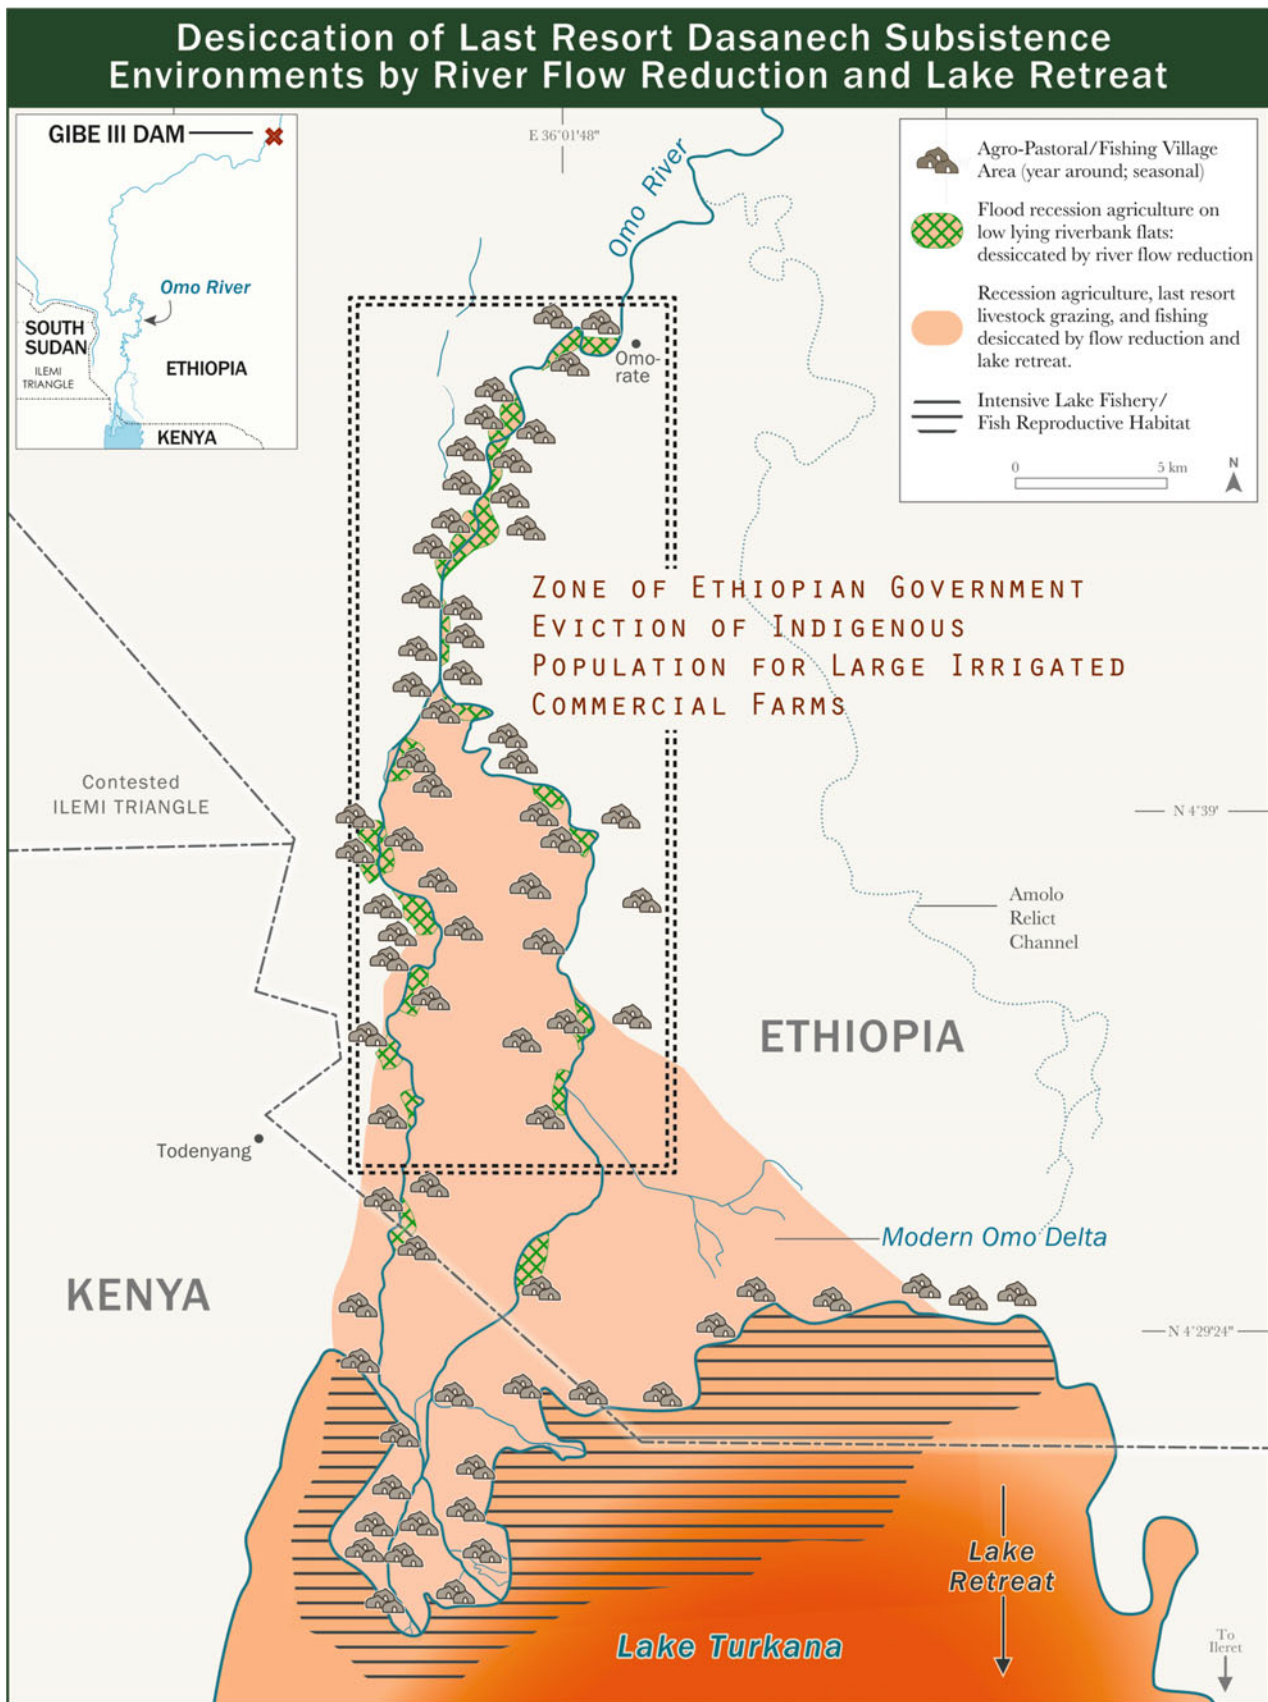 Desiccation of Last Resort Dasanech Subsistence
Environments by River Flow Reduction and Lake Retreat
GIBE III DAM
Omo River
SOUTH
SUDAN
ILEMI
TRIANGLE
ETHIOPIA
KENYA
E 36°01'48"
Omo River
Agro-Pastoral/Fishing Village
Area (year around; seasonal)
Flood recession agriculture on
low lying riverbank flats:
dessiccated by river flow reduction
Recession agriculture, last resort
livestock grazing, and fishing
desiccated by flow reduction and
lake retreat.
Intensive Lake Fishery/
Fish Reproductive Habitat
0 5 km
N
Omo-
rate
Zone of Ethiopian Government
Eviction of Indigenous
Population for Large Irrigated
Commercial Farms
Contested
ILEMI TRIANGLE
N 4°39'
Amolo
Relict
Channel
ETHIOPIA
Todenyang
Modern Omo Delta
KENYA
N 4°29'24"
Lake
Retreat
Lake Turkana
To
Ileret